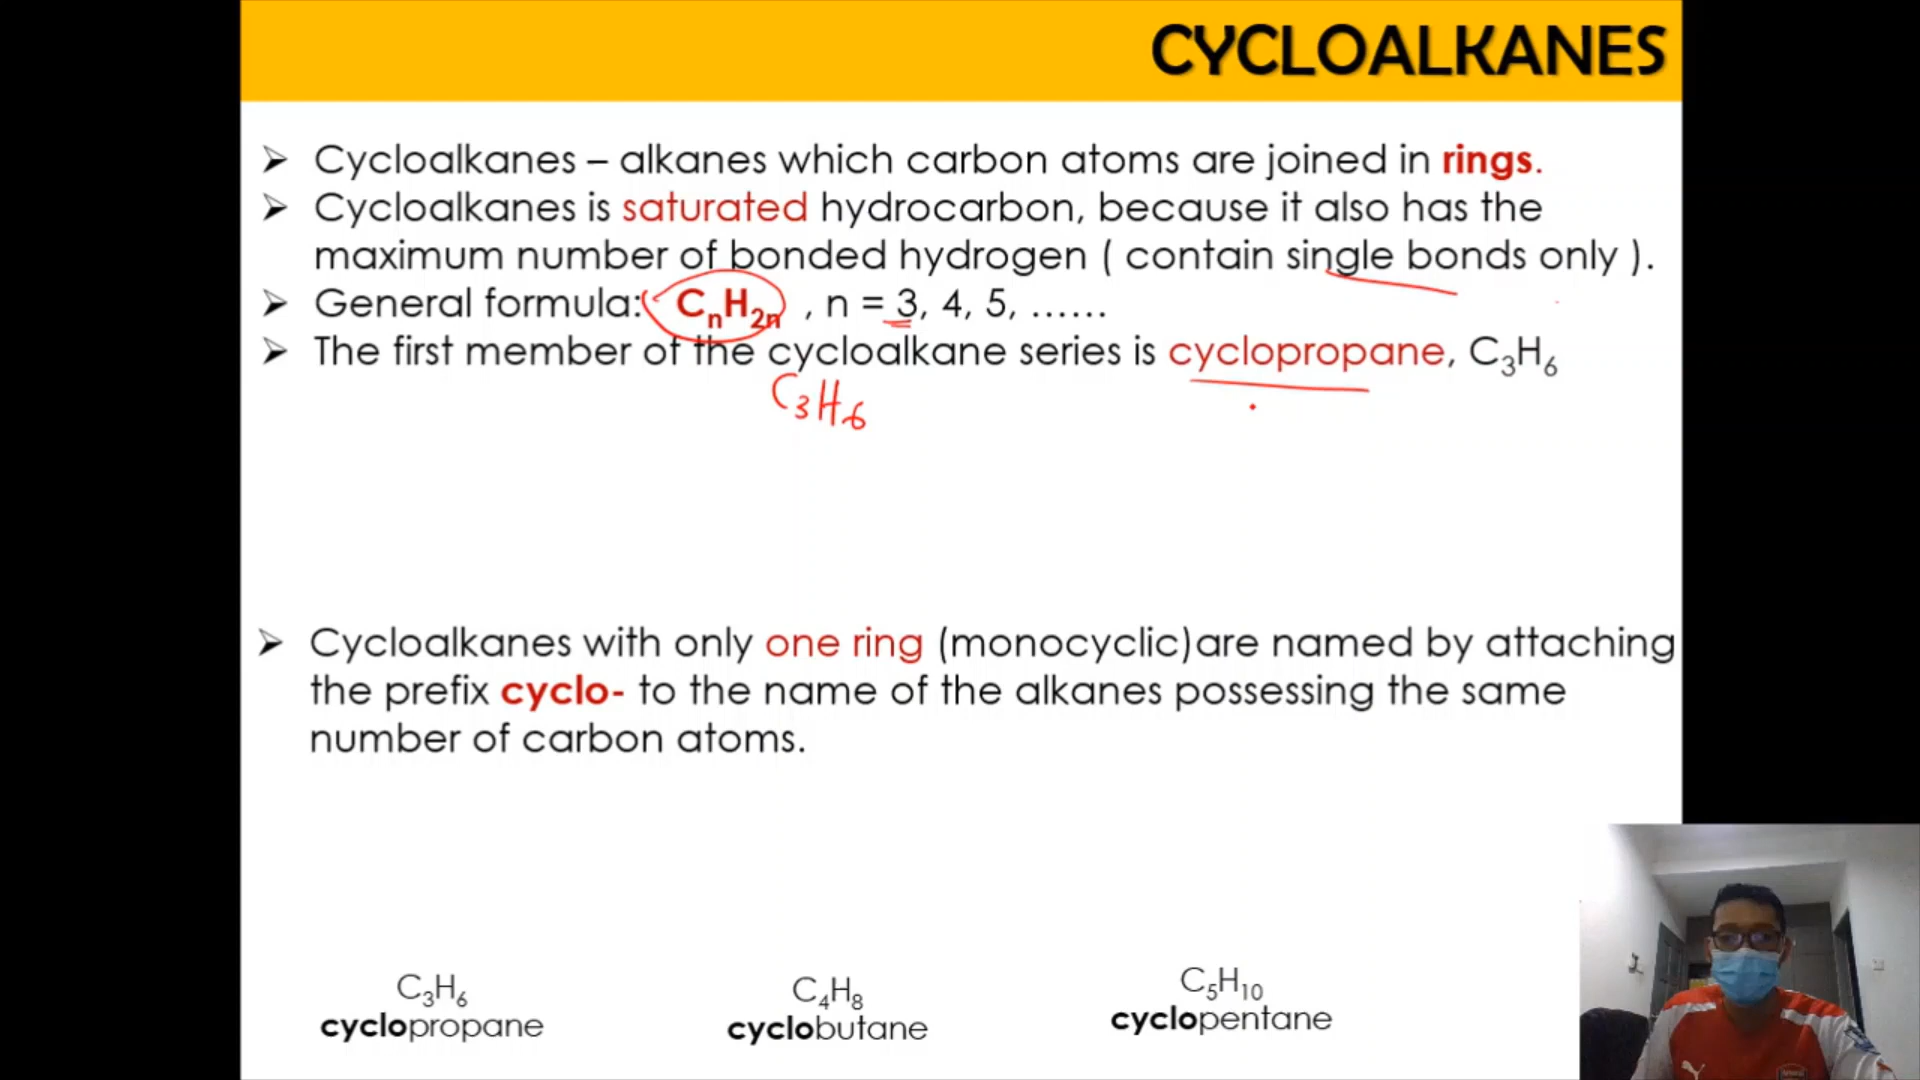 CYCLOALKANES
➢ Cycloalkanes – alkanes which carbon atoms are joined in rings.
➢ Cycloalkanes is saturated hydrocarbon, because it also has the
maximum number of bonded hydrogen ( contain single bonds only ).
➢ General formula: CnH2n , n = 3, 4, 5, ……
➢ The first member of the cycloalkane series is cyclopropane, C3H6
C3H6
➢ Cycloalkanes with only one ring (monocyclic)are named by attaching
the prefix cyclo- to the name of the alkanes possessing the same
number of carbon atoms.
C3H6
cyclopropane
C4H8
cyclobutane
C5H10
cyclopentane